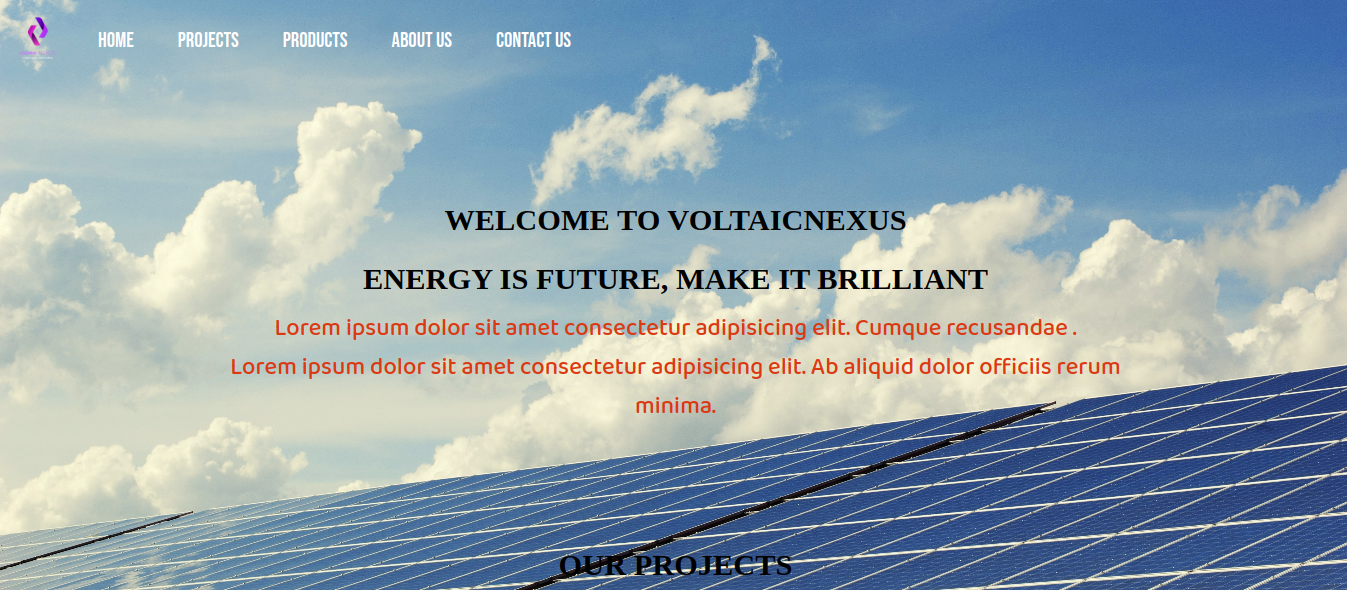 HOME PROJECTS PRODUCTS ABOUT US CONTACT US
WELCOME TO VOLTAICNEXUS
ENERGY IS FUTURE, MAKE IT BRILLIANT
Lorem ipsum dolor sit amet consectetur adipisicing elit. Cumque recusandae .
Lorem ipsum dolor sit amet consectetur adipisicing elit. Ab aliquid dolor officiis rerum
minima.
OUR PROJECTS